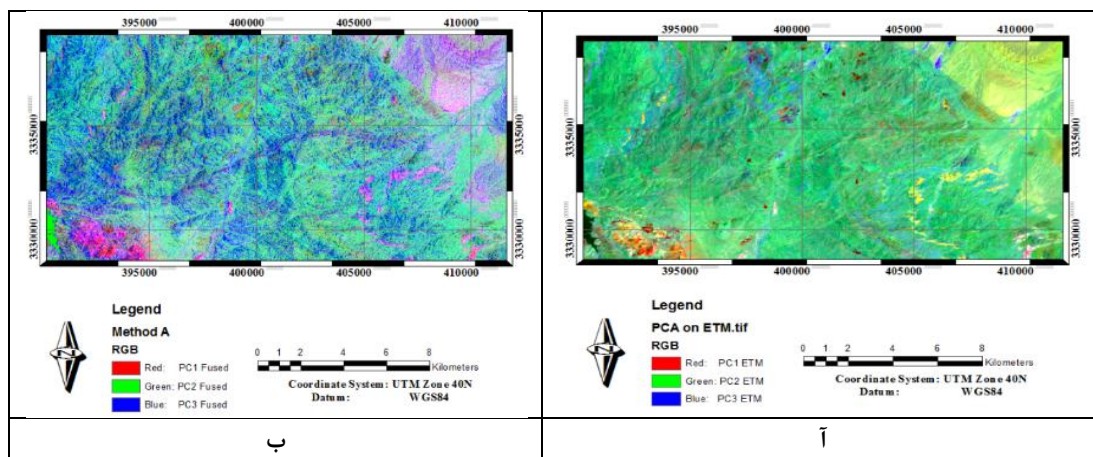 395000 400000 405000 410000
3335000 3335000
3330000 3330000
395000 400000 405000 410000
Legend
Method A
RGB
Red: PC1 Fused
Green: PC2 Fused
Blue: PC3 Fused
N
0 1 2 4 6 8
Kilometers
Coordinate System: UTM Zone 40N
Datum: WGS84
ب
395000 400000 405000 410000
3335000 3335000
3330000 3330000
395000 400000 405000 410000
Legend
PCA on ETM.tif
RGB
Red: PC1 ETM
Green: PC2 ETM
Blue: PC3 ETM
N
0 1 2 4 6 8
Kilometers
Coordinate System: UTM Zone 40N
Datum: WGS84
آ